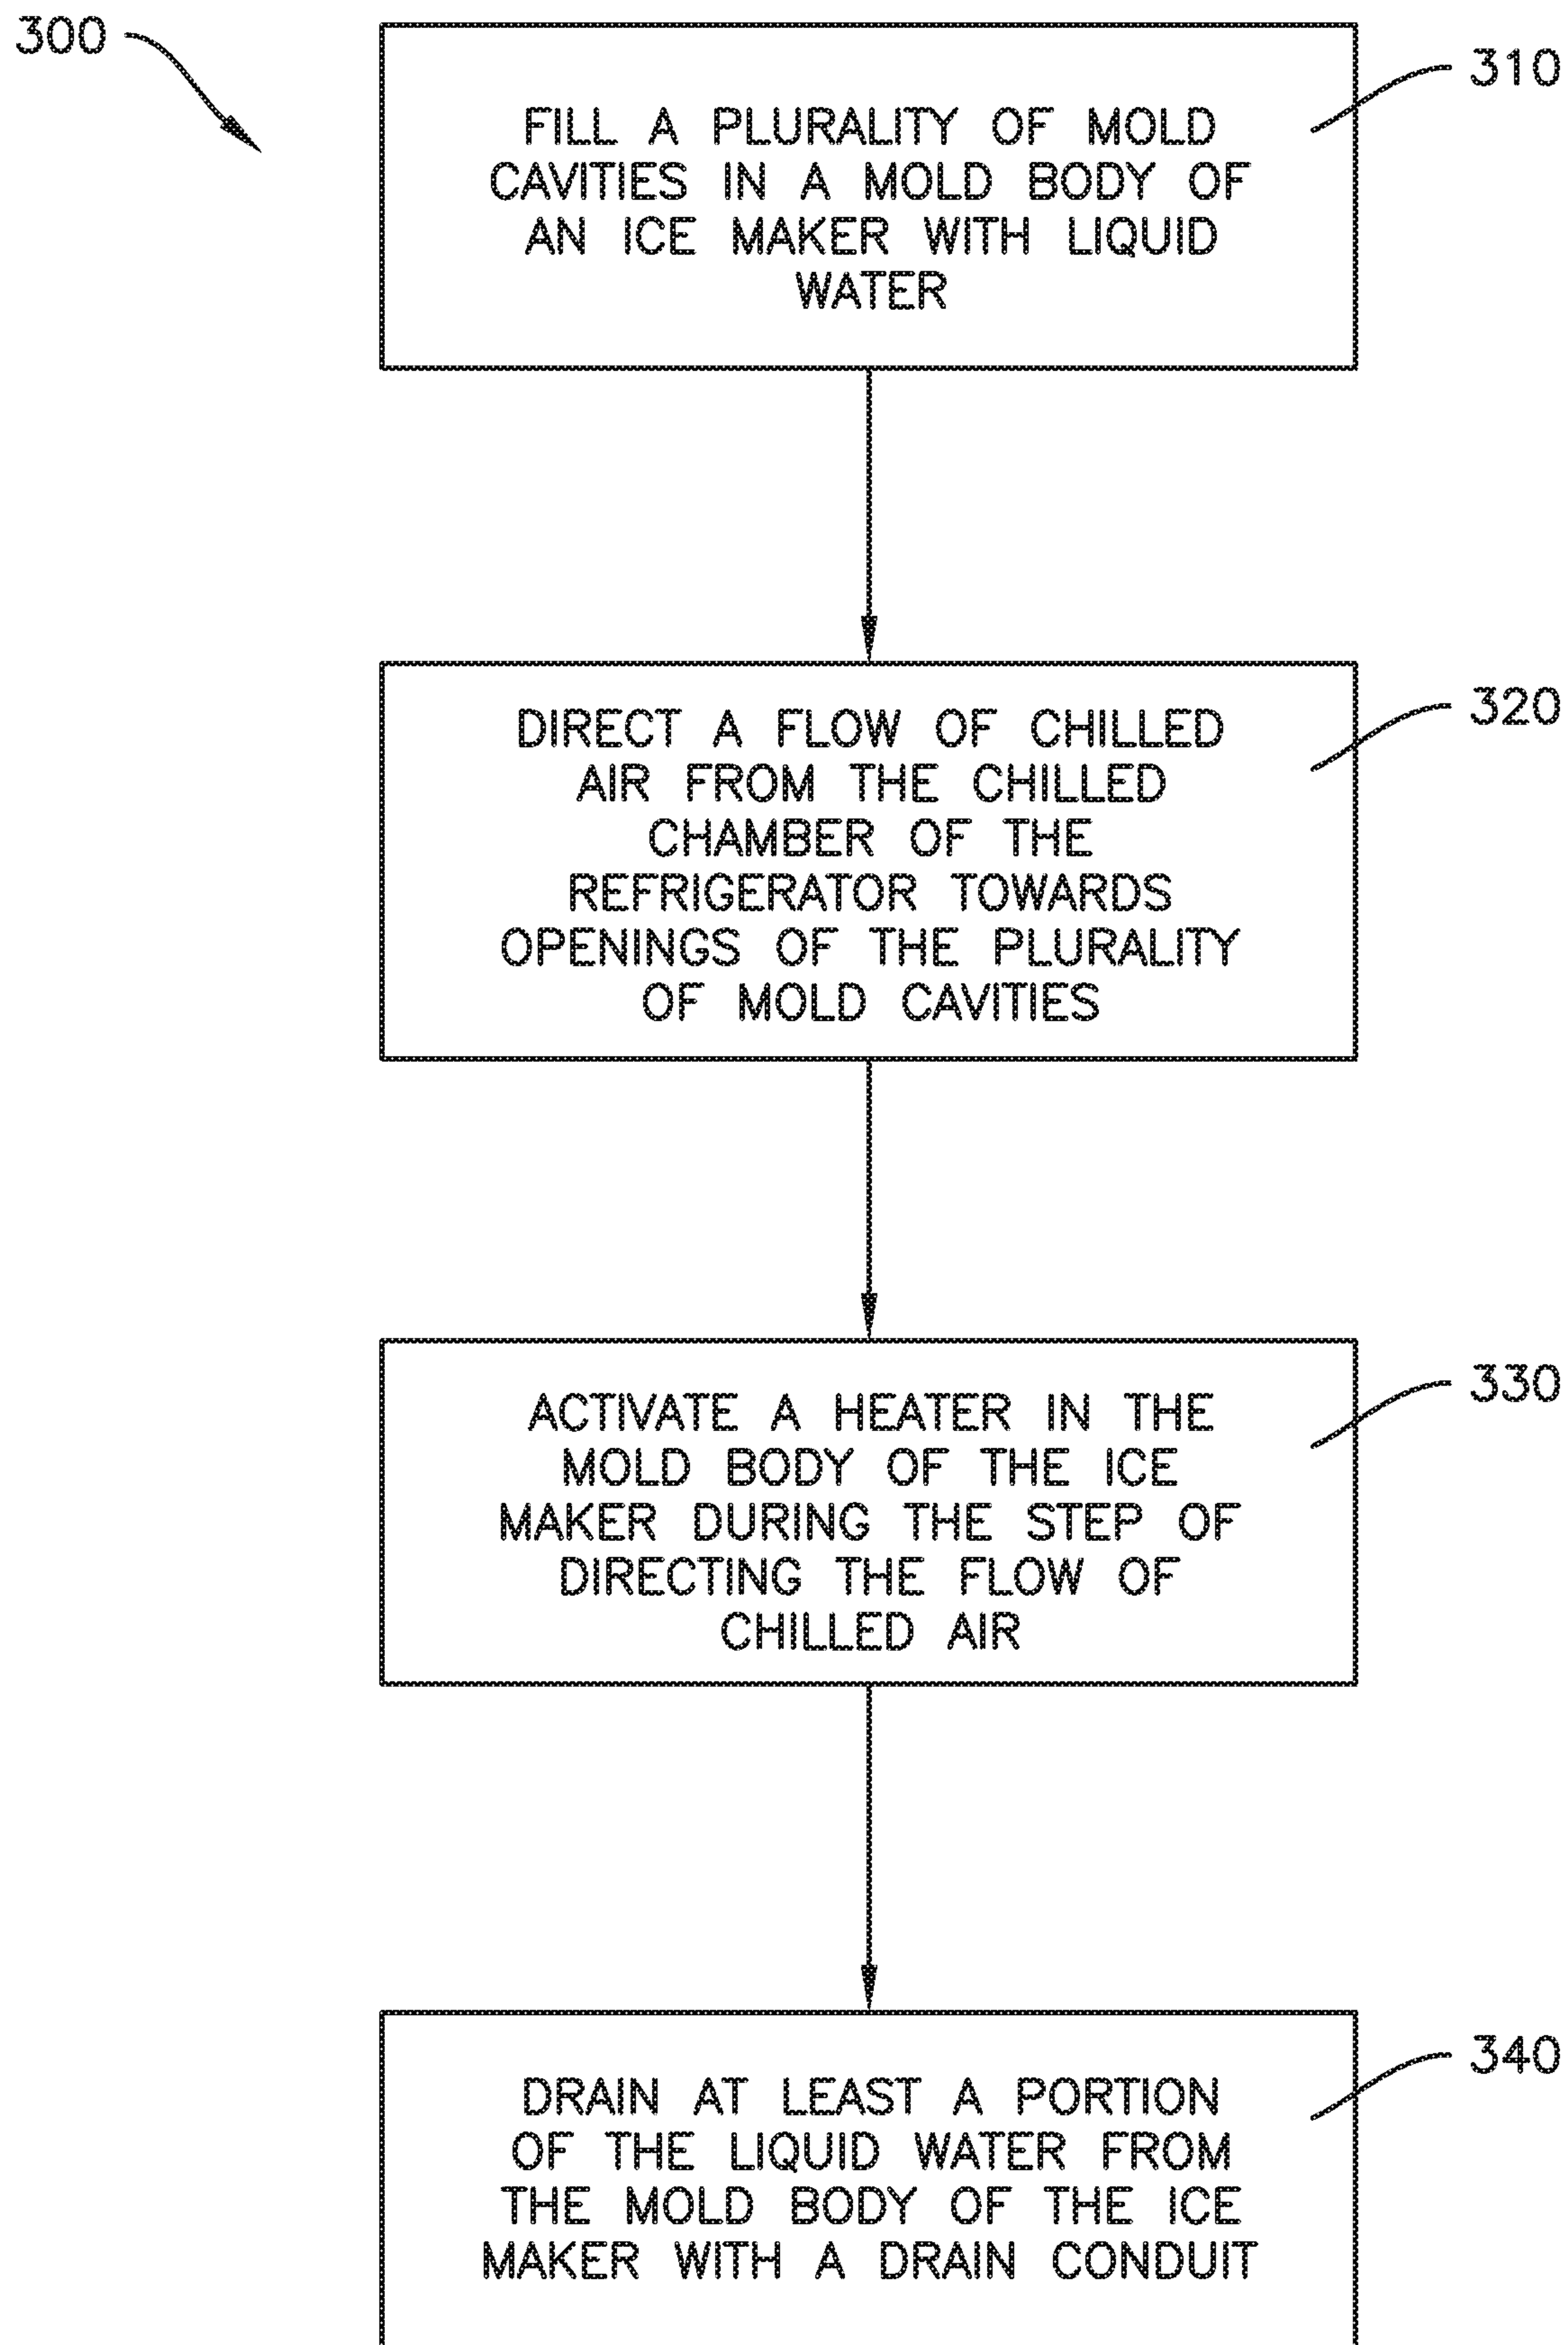 300
310
FILL A PLURALITY OF MOLD
CAVITIES IN A MOLD BODY OF
AN ICE MAKER WITH LIQUID
WATER
320
DIRECT A FLOW OF CHILLED
AIR FROM THE CHILLED
CHAMBER OF THE
REFRIGERATOR TOWARDS
OPENINGS OF THE PLURALITY
OF MOLD CAVITIES
330
ACTIVATE A HEATER IN THE
MOLD BODY OF THE ICE
MAKER DURING THE STEP OF
DIRECTING THE FLOW OF
CHILLED AIR
340
DRAIN AT LEAST A PORTION
OF THE LIQUID WATER FROM
THE MOLD BODY OF THE ICE
MAKER WITH A DRAIN CONDUIT